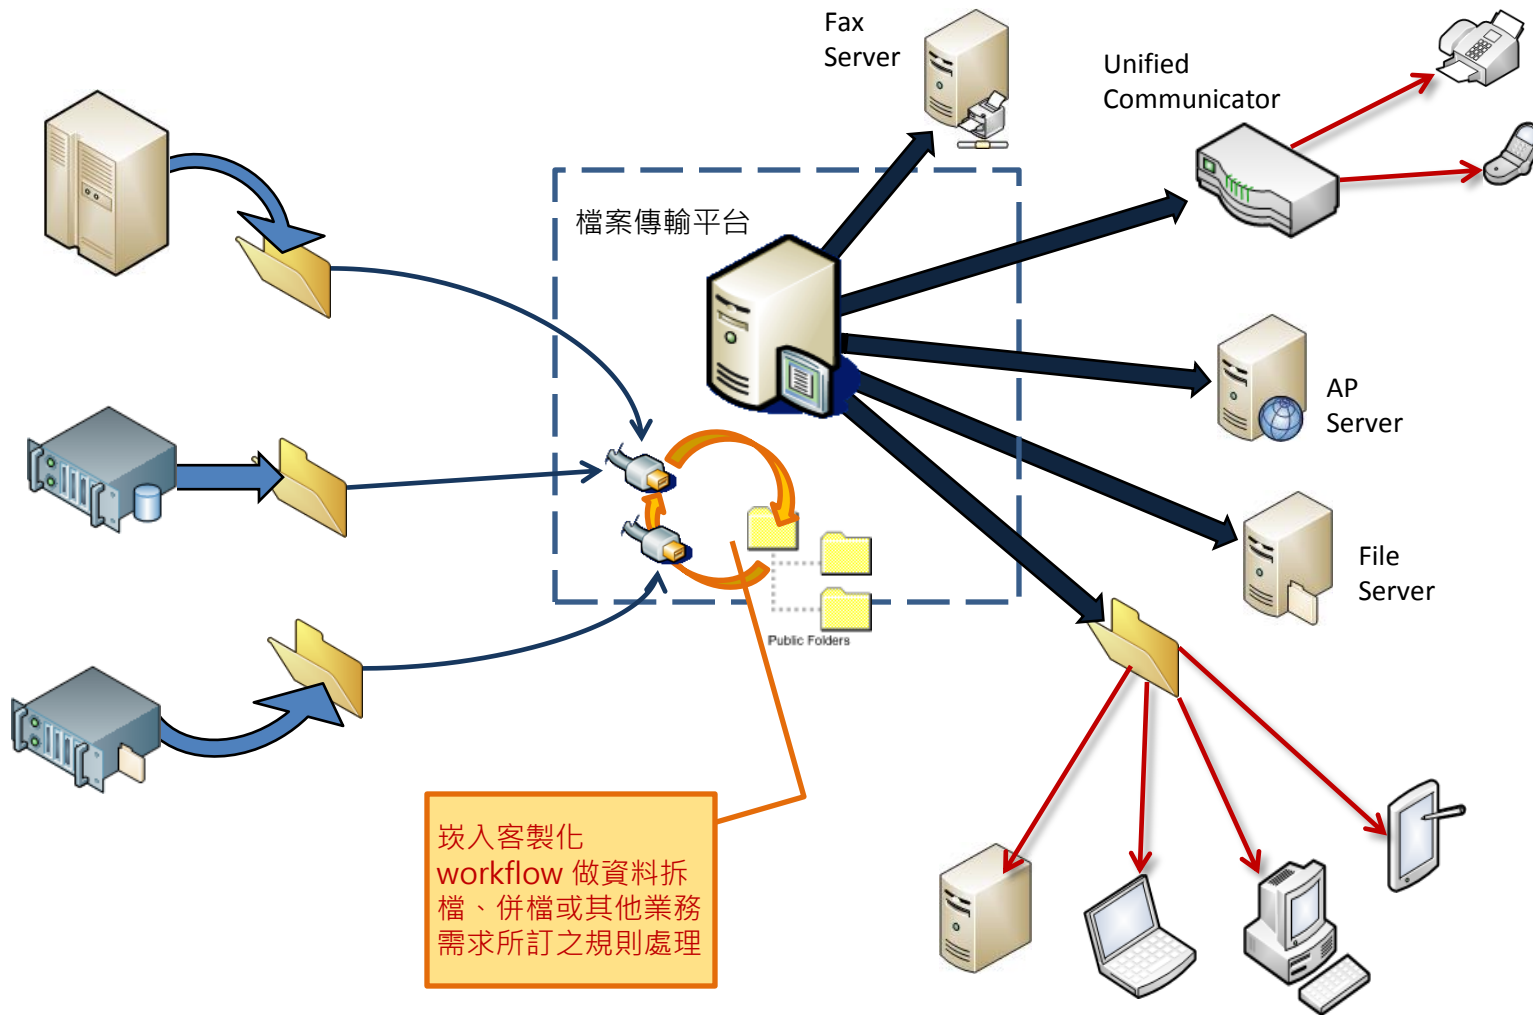 Fax
Server
Unified
Communicator
檔案傳輸平台
AP
Server
File
Server
Public Folders
崁入客製化
workflow 做資料拆
檔、併檔或其他業務
需求所訂之規則處理